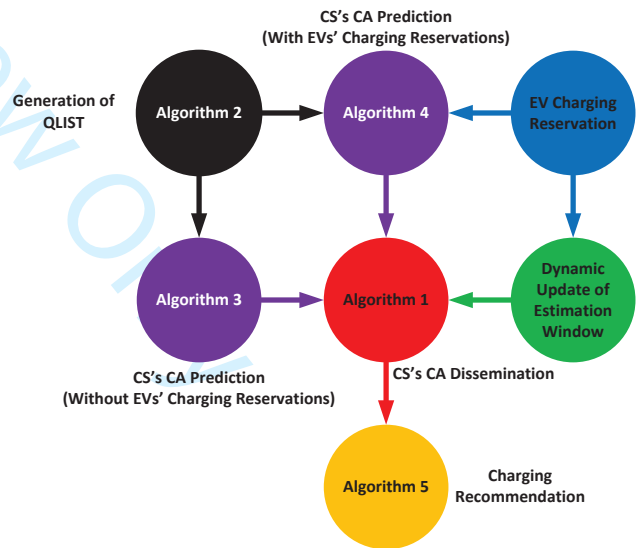 CS's CA Prediction
(With EVs' Charging Reservations)
Generation of
QLIST
Algorithm 2
Algorithm 4
EV Charging
Reservation
Algorithm 3
Algorithm 1
Dynamic
Update of
Estimation
Window
CS's CA Prediction
(Without EVs' Charging Reservations)
CS's CA Dissemination
Algorithm 5
Charging
Recommendation